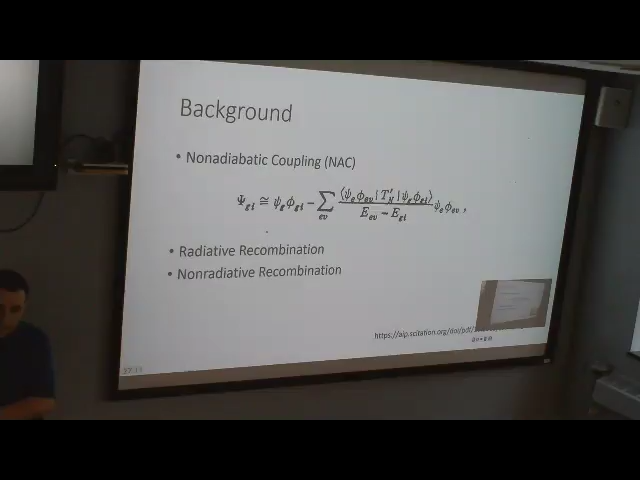 Background
• Nonadiabatic Coupling (NAC)
Ψgi ≅ ψgϕgi − Σev ⟨ψeϕev|T′N|ψgϕgi⟩ / (Eev − Egi) ψeϕev ,
• Radiative Recombination
• Nonradiative Recombination
https://aip.scitation.org/doi/pdf/